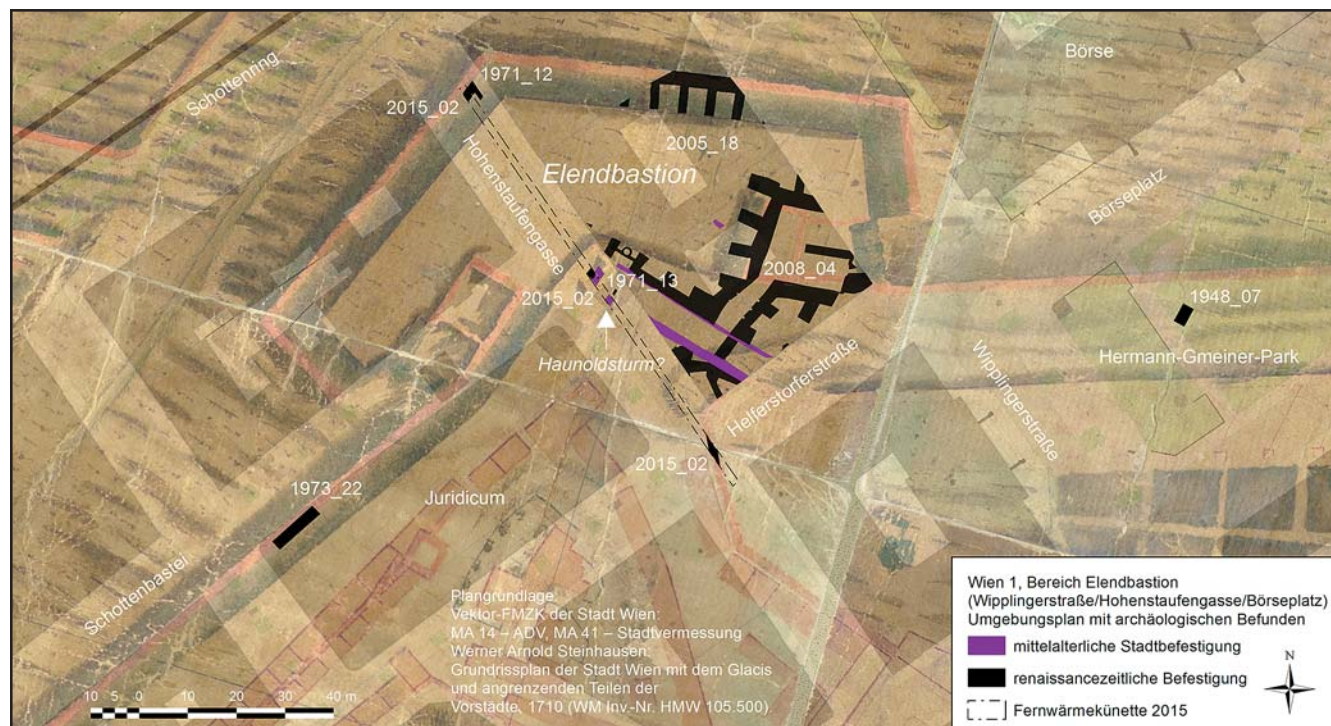 Schottenring
1971_12
2015_02
Börse
2005_18
Hohenstaufengasse
Elendbastion
Börseplatz
2008_04
1971_13
2015_02
1948_07
Haunoldsturm?
Hermann-Gmeiner-Park
Wipplingerstraße
Helferstorferstraße
2015_02
1973_22
Juridicum
Schottenbastei
Plangrundlage:
Vektor-FMZK der Stadt Wien:
MA 14 – ADV, MA 41 – Stadtvermessung
Werner Arnold Steinhausen:
Grundrissplan der Stadt Wien mit dem Glacis
und angrenzenden Teilen der
Vorstädte, 1710 (WM Inv.-Nr. HMW 105.500).
10 5 0 10 20 30 40 m
Wien 1, Bereich Elendbastion
(Wipplingerstraße/Hohenstaufengasse/Börseplatz)
Umgebungsplan mit archäologischen Befunden
mittelalterliche Stadtbefestigung
renaissancezeitliche Befestigung
Fernwärmekünette 2015
N